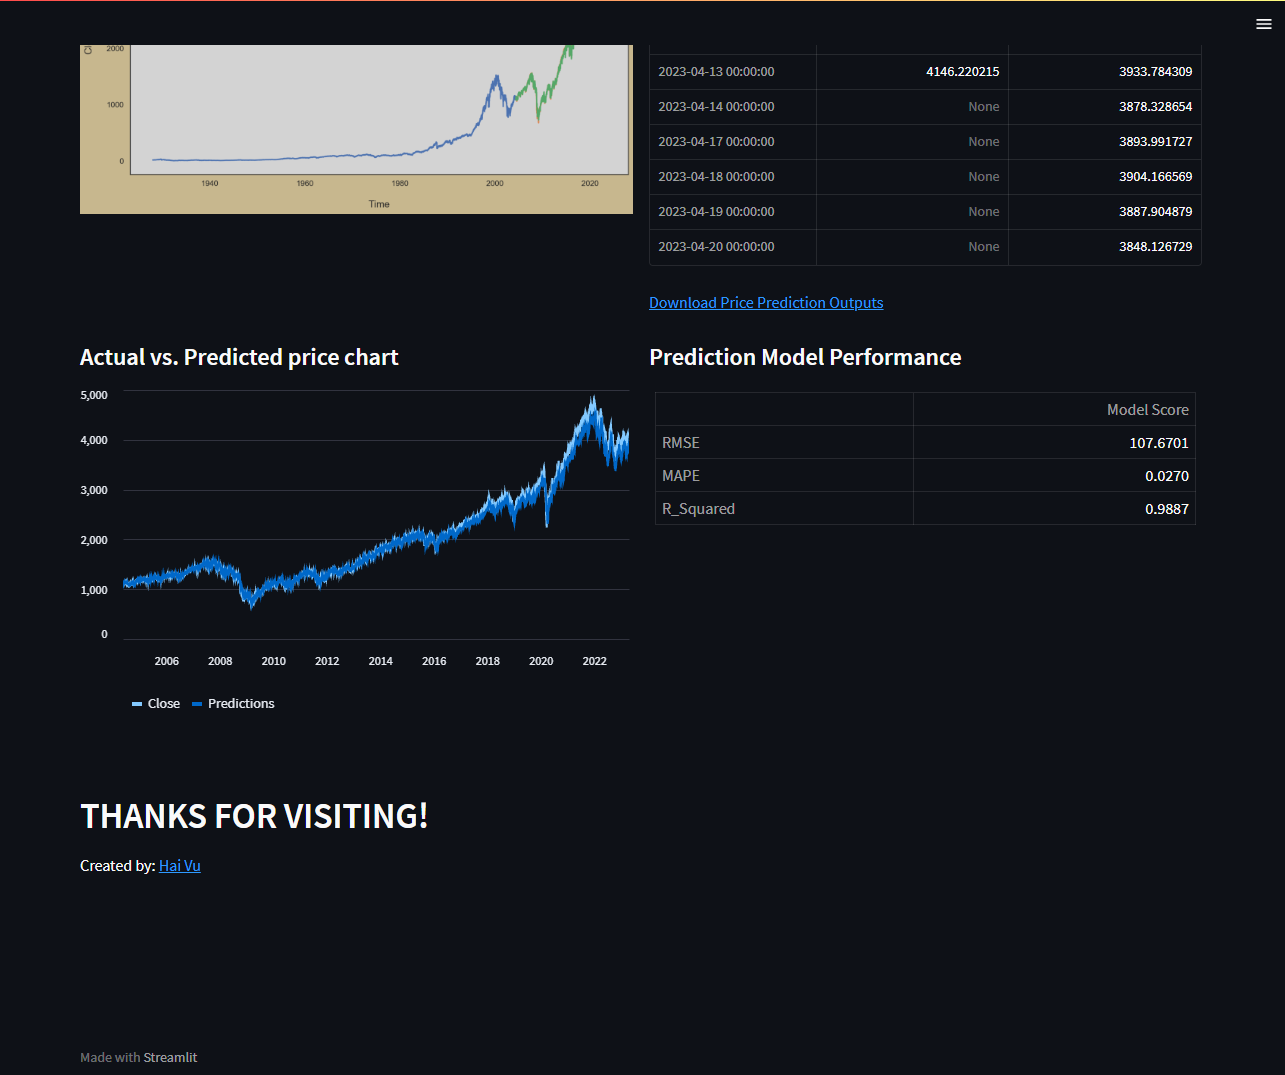 2000
1000
0
1940 1960 1980 2000 2020
Time
2023-04-13 00:00:00 4146.220215 3933.784309
2023-04-14 00:00:00 None 3878.328654
2023-04-17 00:00:00 None 3893.991727
2023-04-18 00:00:00 None 3904.166569
2023-04-19 00:00:00 None 3887.904879
2023-04-20 00:00:00 None 3848.126729
Download Price Prediction Outputs
Actual vs. Predicted price chart
5,000
4,000
3,000
2,000
1,000
0
2006 2008 2010 2012 2014 2016 2018 2020 2022
Close Predictions
Prediction Model Performance
Model Score
RMSE 107.6701
MAPE 0.0270
R_Squared 0.9887
THANKS FOR VISITING!
Created by: Hai Vu
Made with Streamlit